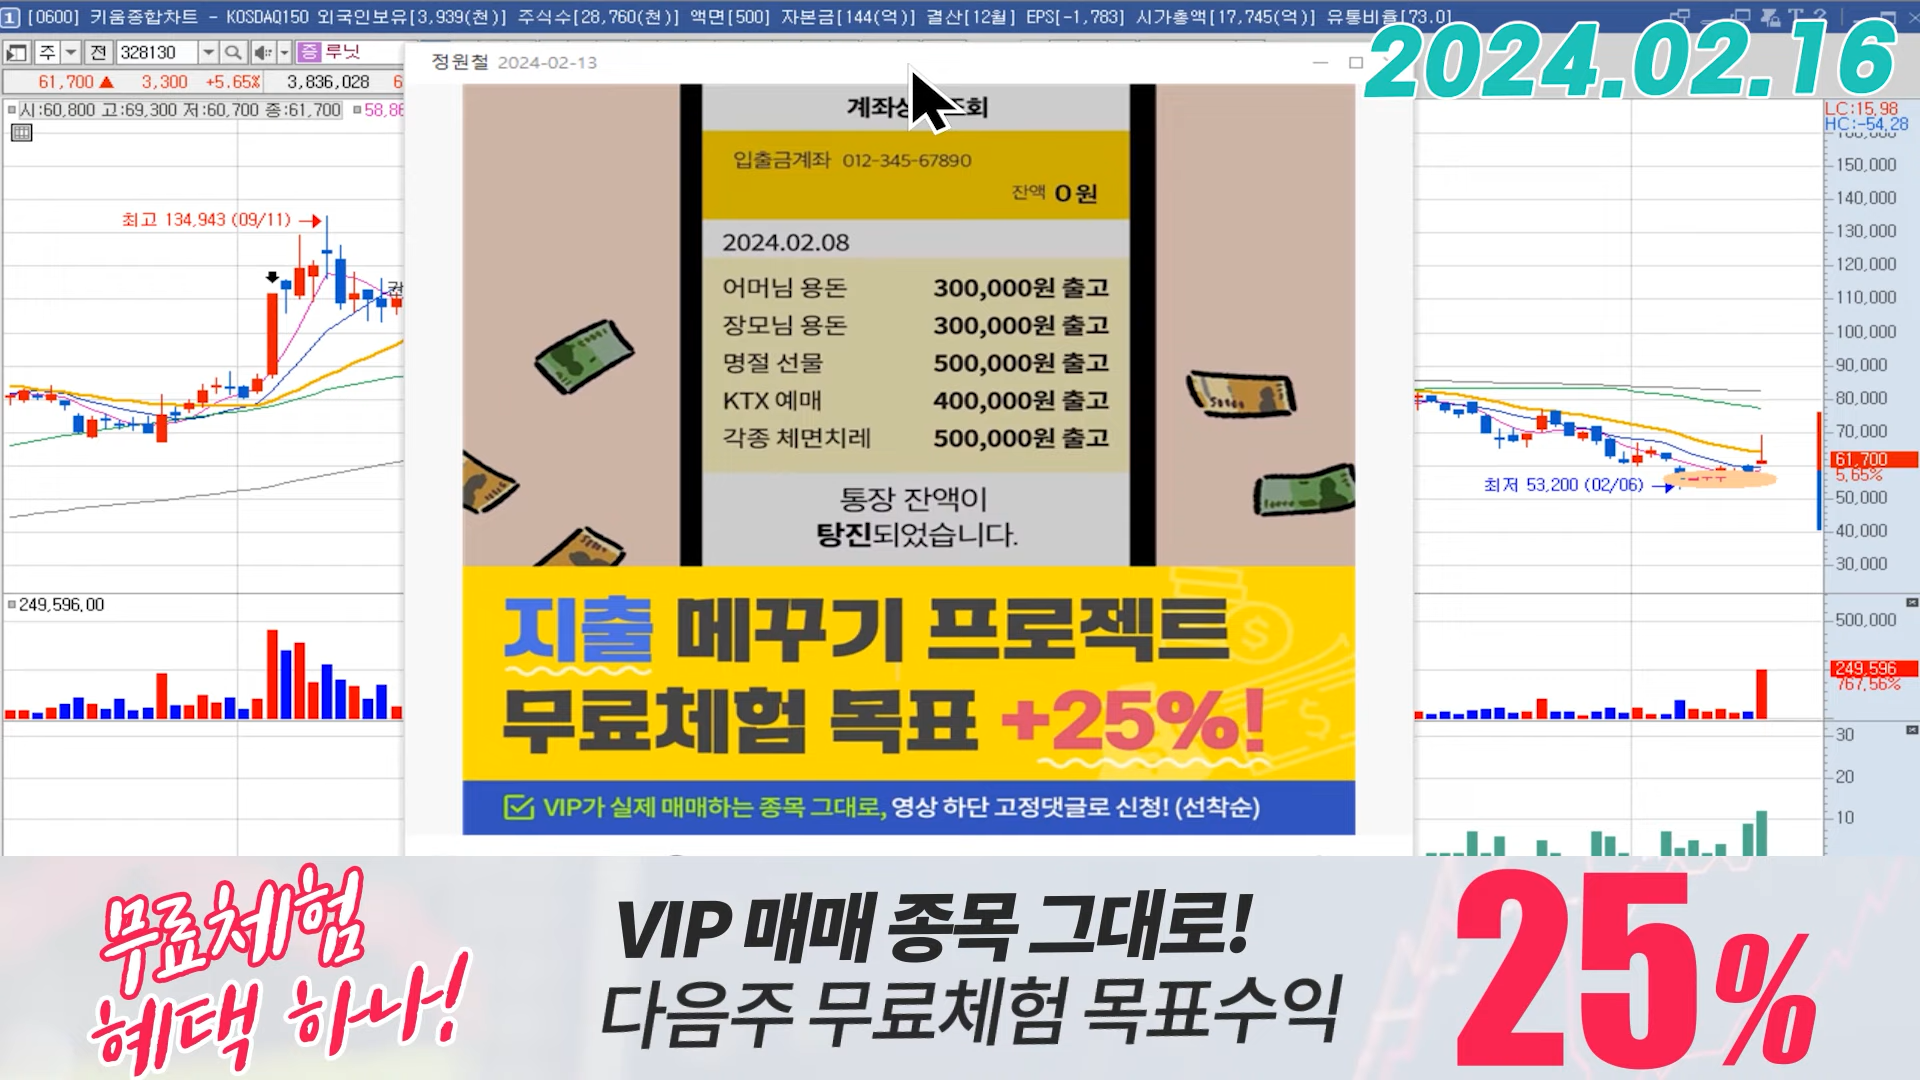 [0600] 키움종합차트 - KOSDAQ150 외국인보유[3,939(천)] 주식수[28,760(천)] 액면[500] 자본금[144(억)] 결산[12월] EPS[-1,783] 시가총액[17,745(억)] 유통비율[73.0]
2024.02.16
주 전 328130 증 루닛
정원철 2024-02-13
61,700 ▲ 3,300 +5.65% 3,836,028
시:60,800 고:69,300 저:60,700 종:61,700
LC:15,98
HC:-54,28
150,000
140,000
130,000
120,000
110,000
100,000
90,000
80,000
70,000
61,700
5,65%
50,000
40,000
30,000
최고 134,943 (09/11)
최저 53,200 (02/06)
249,596,00
500,000
249,596
767,56%
30
20
10
입출금계좌 012-345-67890
잔액 0원
2024.02.08
어머님 용돈 300,000원 출고
장모님 용돈 300,000원 출고
명절 선물 500,000원 출고
KTX 예매 400,000원 출고
각종 체면치레 500,000원 출고
통장 잔액이
탕진되었습니다.
지출 메꾸기 프로젝트
무료체험 목표 +25%!
VIP가 실제 매매하는 종목 그대로, 영상 하단 고정댓글로 신청! (선착순)
무료체험
혜택 하나!
VIP 매매 종목 그대로!
다음주 무료체험 목표수익
25%